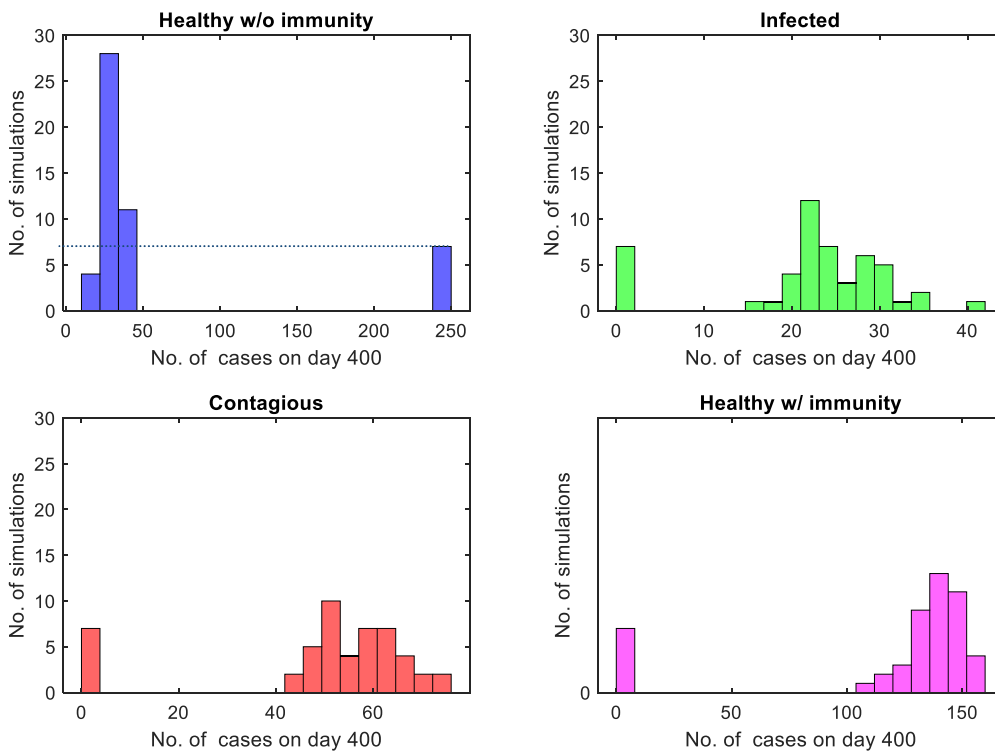 Healthy w/o immunity
30
25
20
15
10
5
0
No. of simulations
0 50 100 150 200 250
No. of  cases on day 400
Infected
30
25
20
15
10
5
0
No. of simulations
0 10 20 30 40
No. of  cases on day 400
Contagious
30
25
20
15
10
5
0
No. of simulations
0 20 40 60
No. of  cases on day 400
Healthy w/ immunity
0
No. of simulations
0 50 100 150
No. of  cases on day 400